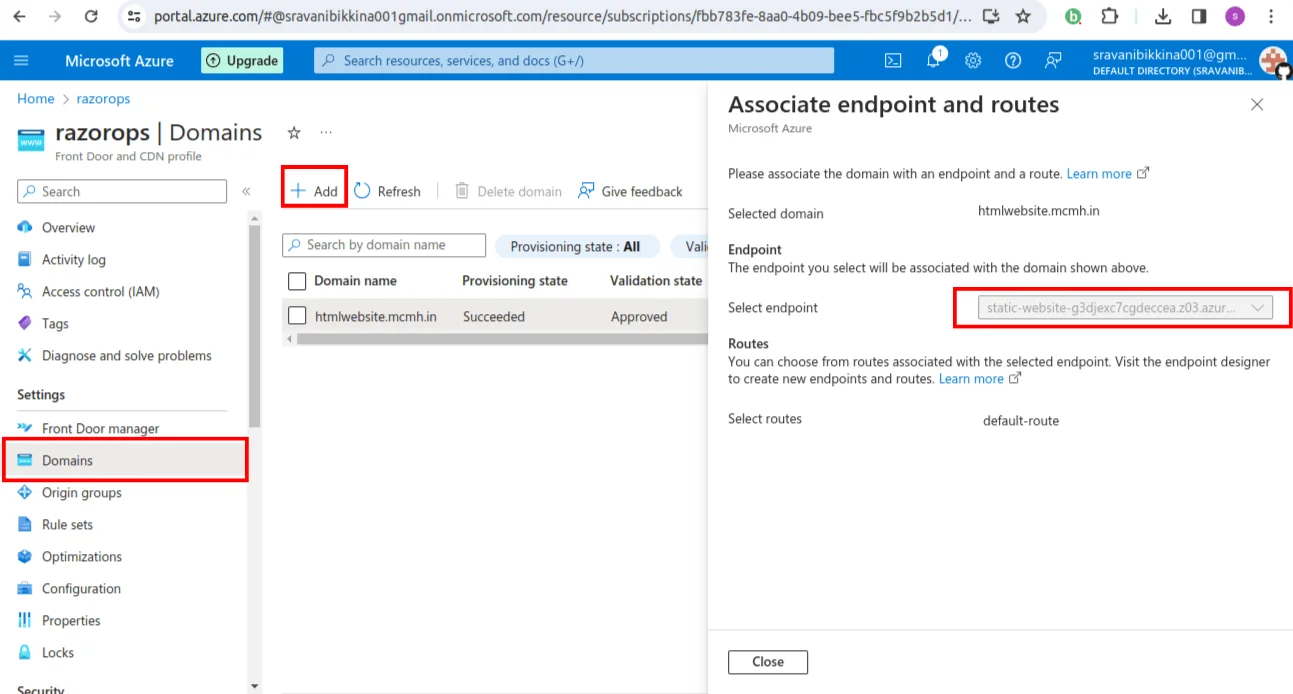 portal.azure.com/#@sravanibikkina001gmail.onmicrosoft.com/resource/subscriptions/fbb783fe-8aa0-4b09-bee5-fbc5f9b2b5d1/...
b
s
Microsoft Azure
Upgrade
Search resources, services, and docs (G+/)
1
sravanibikkina001@gm...
DEFAULT DIRECTORY (SRAVANIB...
Home > razorops
www
razorops | Domains
...
Front Door and CDN profile
Search
«
Overview
Activity log
Access control (IAM)
Tags
Diagnose and solve problems
Settings
Front Door manager
Domains
Origin groups
Rule sets
Optimizations
Configuration
Properties
Locks
Security
+ Add
Refresh
Delete domain
Give feedback
Search by domain name
Provisioning state : All
Vali
Domain name
Provisioning state
Validation state
htmlwebsite.mcmh.in
Succeeded
Approved
Associate endpoint and routes
Microsoft Azure
Please associate the domain with an endpoint and a route. Learn more
Selected domain
htmlwebsite.mcmh.in
Endpoint
The endpoint you select will be associated with the domain shown above.
Select endpoint
static-website-g3djexc7cgdeccea.z03.azur...
Routes
You can choose from routes associated with the selected endpoint. Visit the endpoint designer
to create new endpoints and routes. Learn more
Select routes
default-route
Close